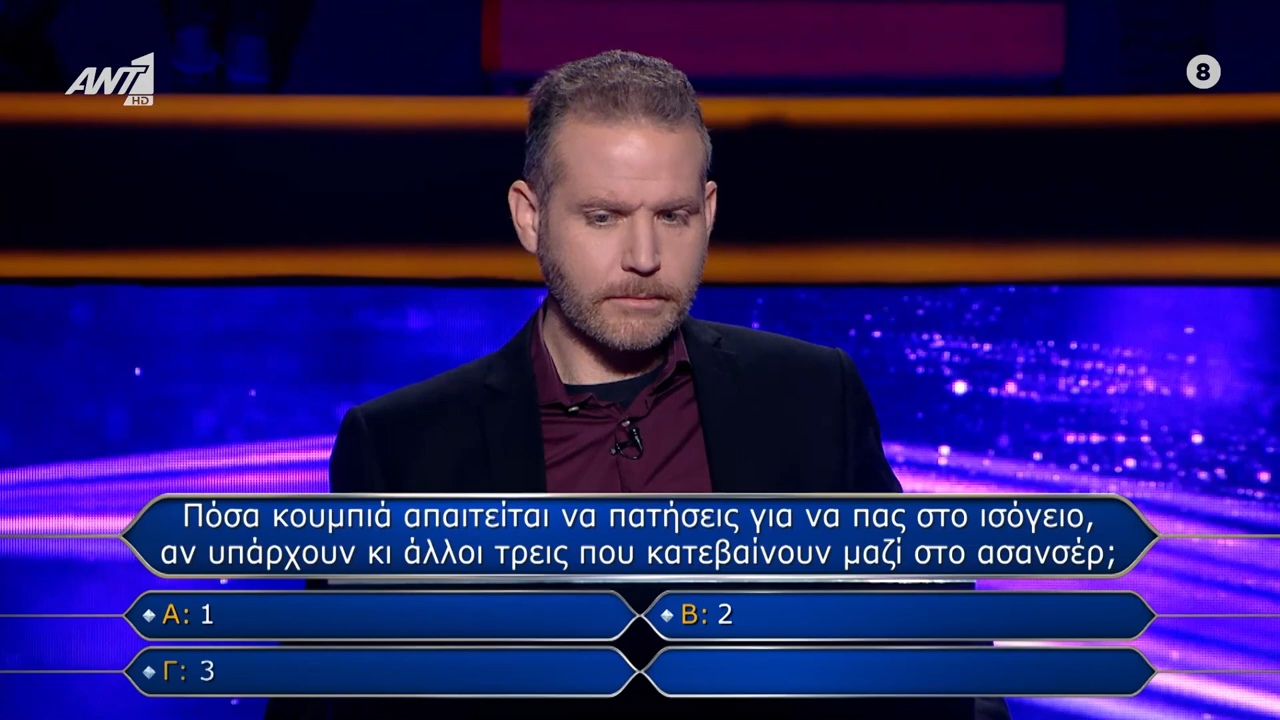 ANT1
HD
8
Πόσα κουμπιά απαιτείται να πατήσεις για να πας στο ισόγειο,
αν υπάρχουν κι άλλοι τρεις που κατεβαίνουν μαζί στο ασανσέρ;
Α: 1
Β: 2
Γ: 3